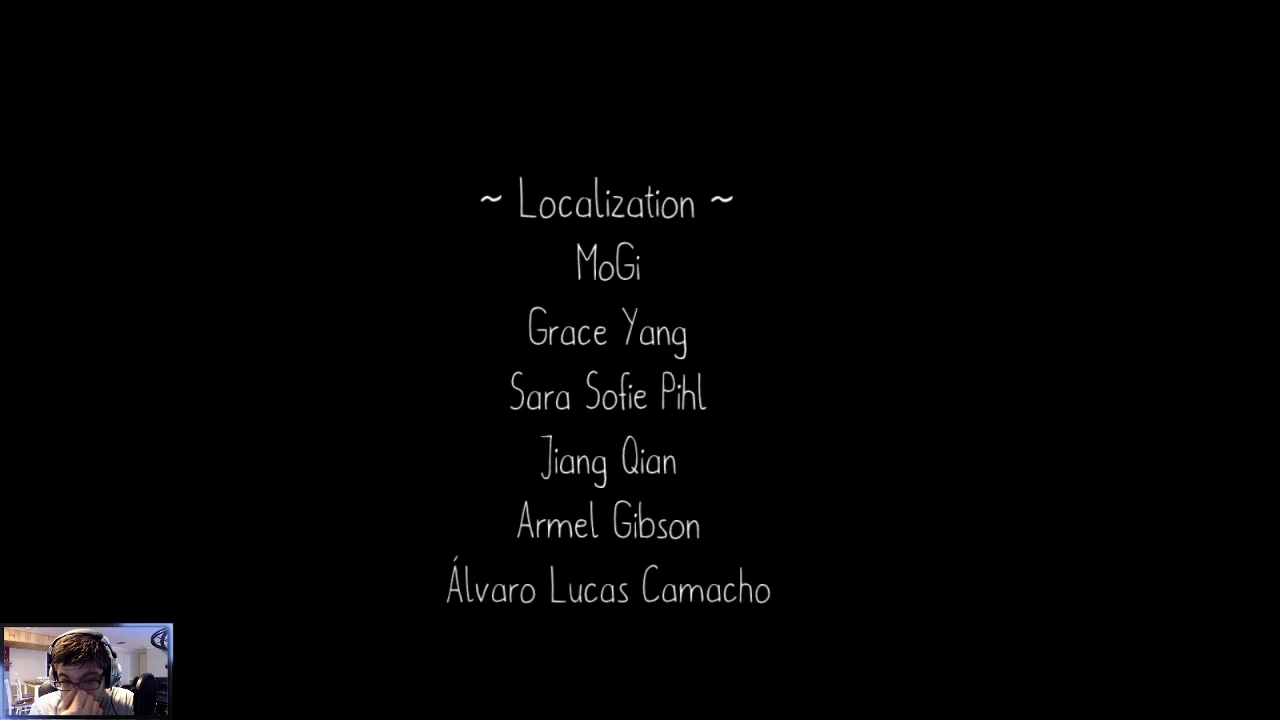 ~ Localization ~
MoGi
Grace Yang
Sara Sofie Pihl
Jiang Qian
Armel Gibson
Álvaro Lucas Camacho